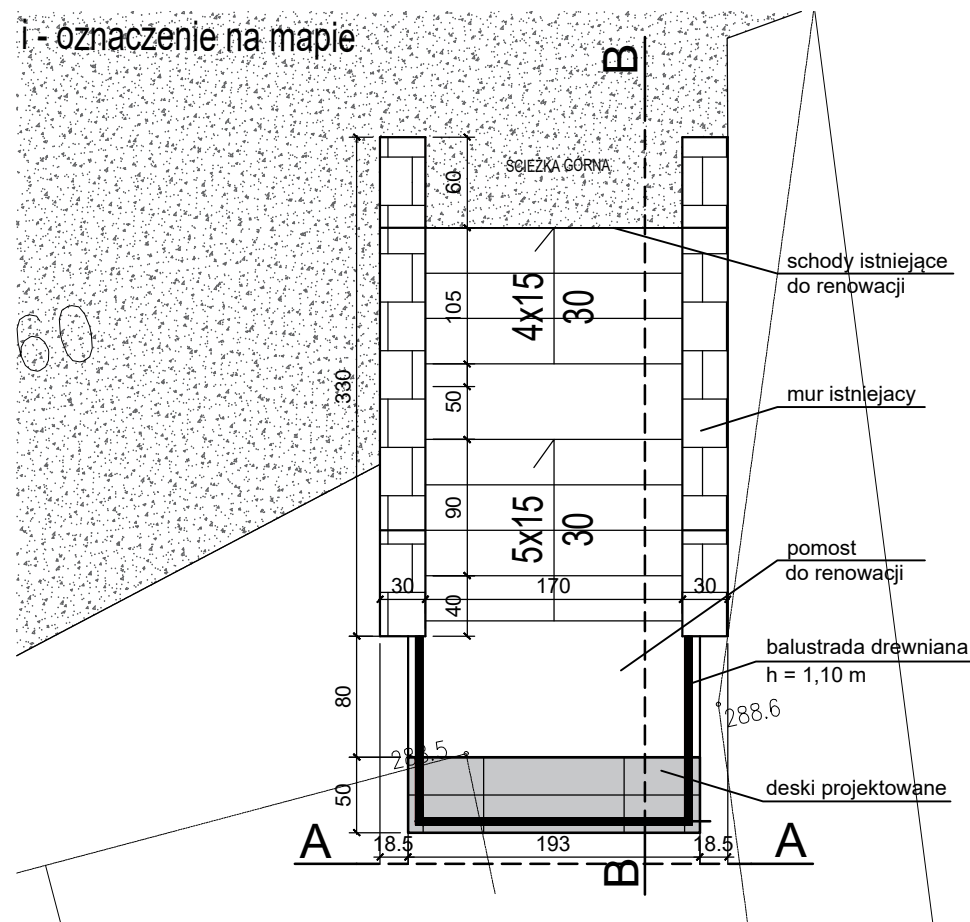 i - oznaczenie na mapie
B
ŚCIEŻKA GÓRNA
60
schody istniejące
do renowacji
4x15
30
105
60
330
50
mur istniejacy
5x15
30
90
pomost
do renowacji
30
170
30
40
balustrada drewniana
h = 1,10 m
80
288.6
288.5
deski projektowane
50
A
18.5
193
18.5
A
B